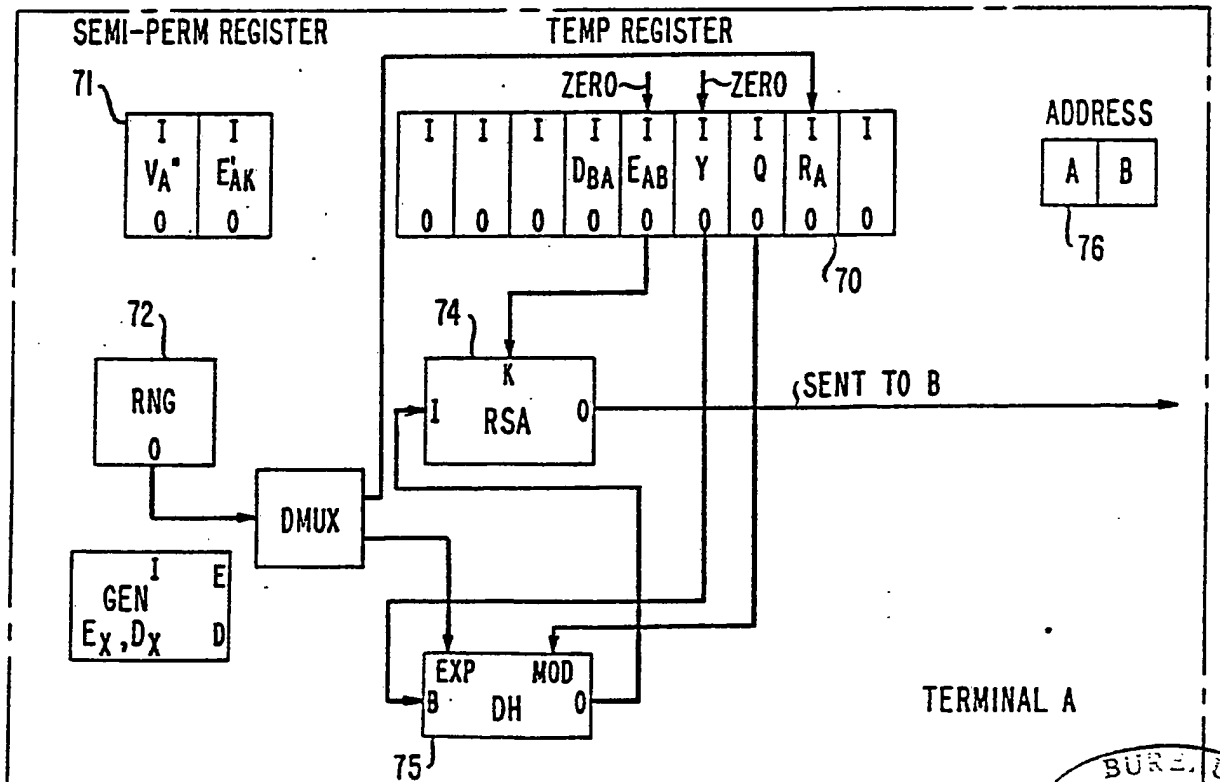 SEMI-PERM REGISTER TEMP REGISTER
71 ZERO ZERO
ADDRESS
I I I I I I I I I I I
V_A" E'_AK D_BA E_AB Y Q R_A A B
0 0 0 0 0 0 0 0 0 0 0
76
70
72 74
K
RNG SENT TO B
I RSA 0
0
DMUX
I E
GEN
E_X, D_X D
EXP MOD
B DH 0
TERMINAL A
75